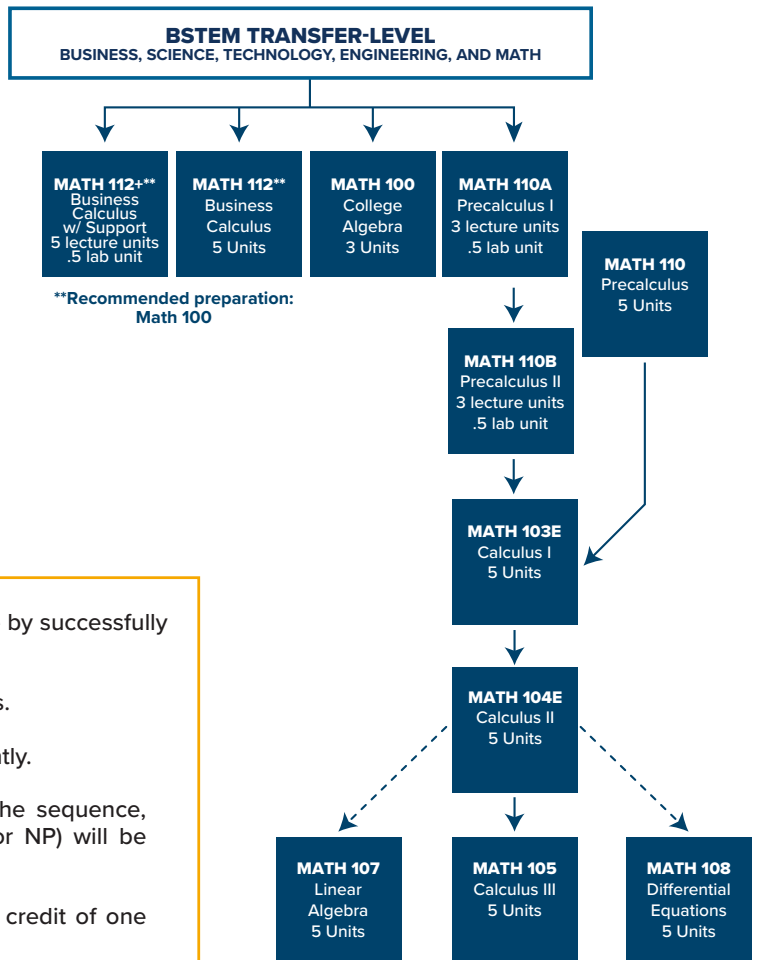 BSTEM TRANSFER-LEVEL
BUSINESS, SCIENCE, TECHNOLOGY, ENGINEERING, AND MATH
MATH 112+**
Business
Calculus
w/ Support
5 lecture units
.5 lab unit
MATH 112**
Business
Calculus
5 Units
MATH 100
College
Algebra
3 Units
MATH 110A
Precalculus I
3 lecture units
.5 lab unit
MATH 110
Precalculus
5 Units
**Recommended preparation:
Math 100
MATH 110B
Precalculus II
3 lecture units
.5 lab unit
MATH 103E
Calculus I
5 Units
by successfully
s.
tly.
he sequence,
or NP) will be
credit of one
MATH 104E
Calculus II
5 Units
MATH 107
Linear
Algebra
5 Units
MATH 105
Calculus III
5 Units
MATH 108
Differential
Equations
5 Units